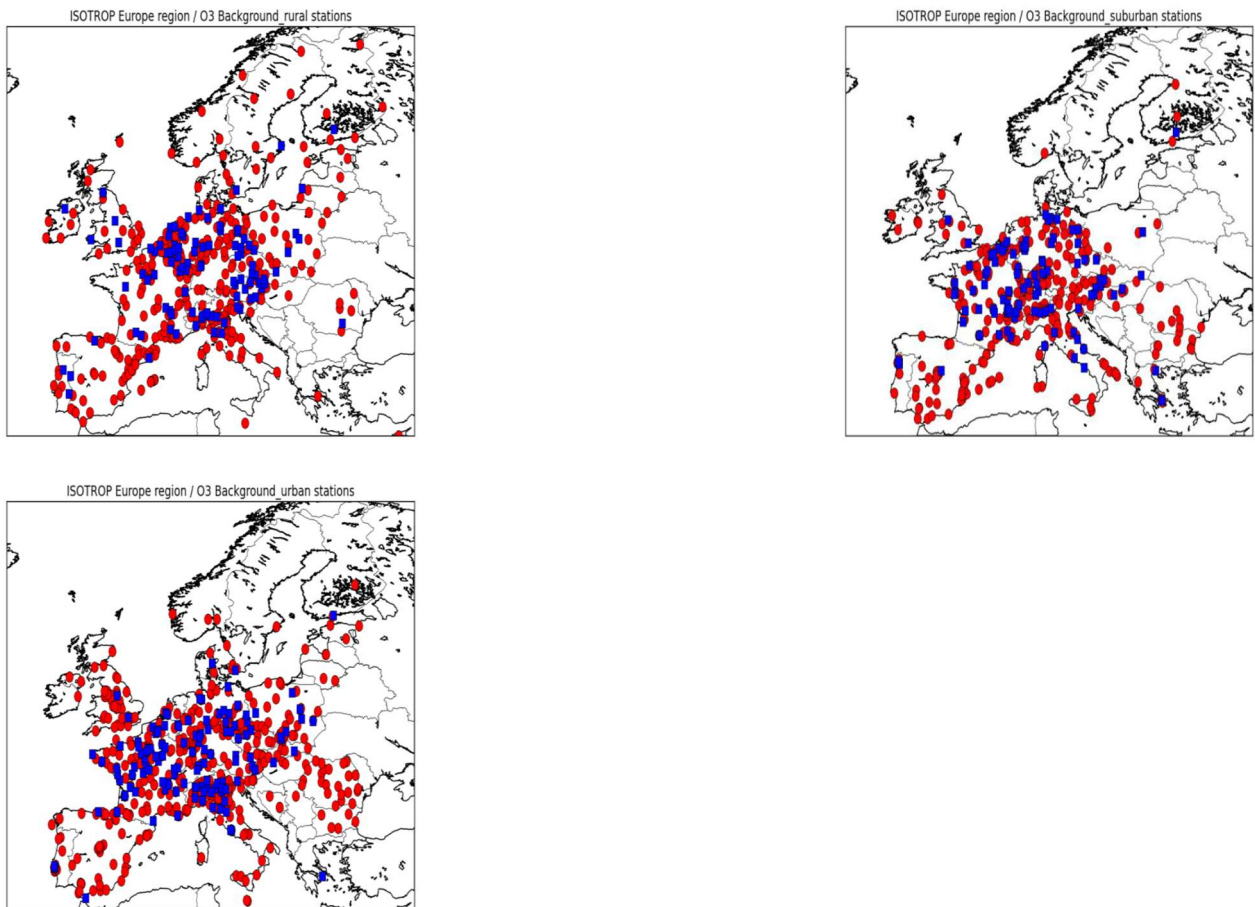 ISOTROP Europe region / O3 Background_rural stations
ISOTROP Europe region / O3 Background_suburban stations
ISOTROP Europe region / O3 Background_urban stations